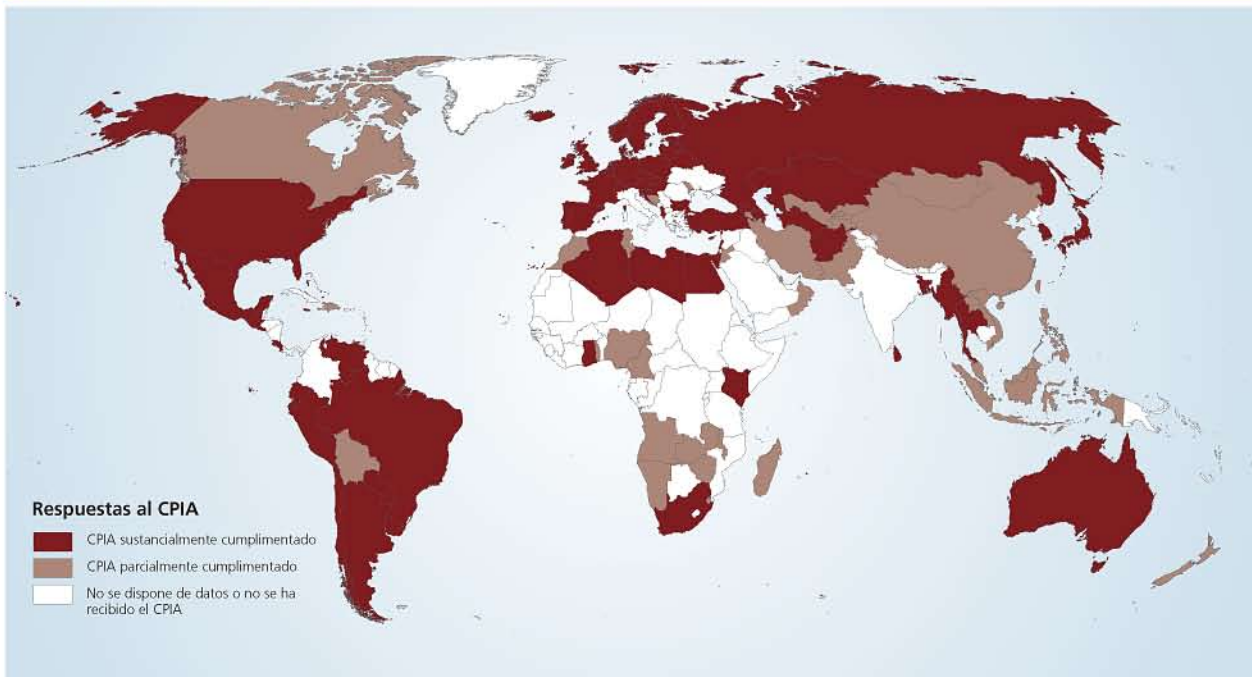 Respuestas al CPIA
CPIA sustancialmente cumplimentado
CPIA parcialmente cumplimentado
No se dispone de datos o no se ha
recibido el CPIA